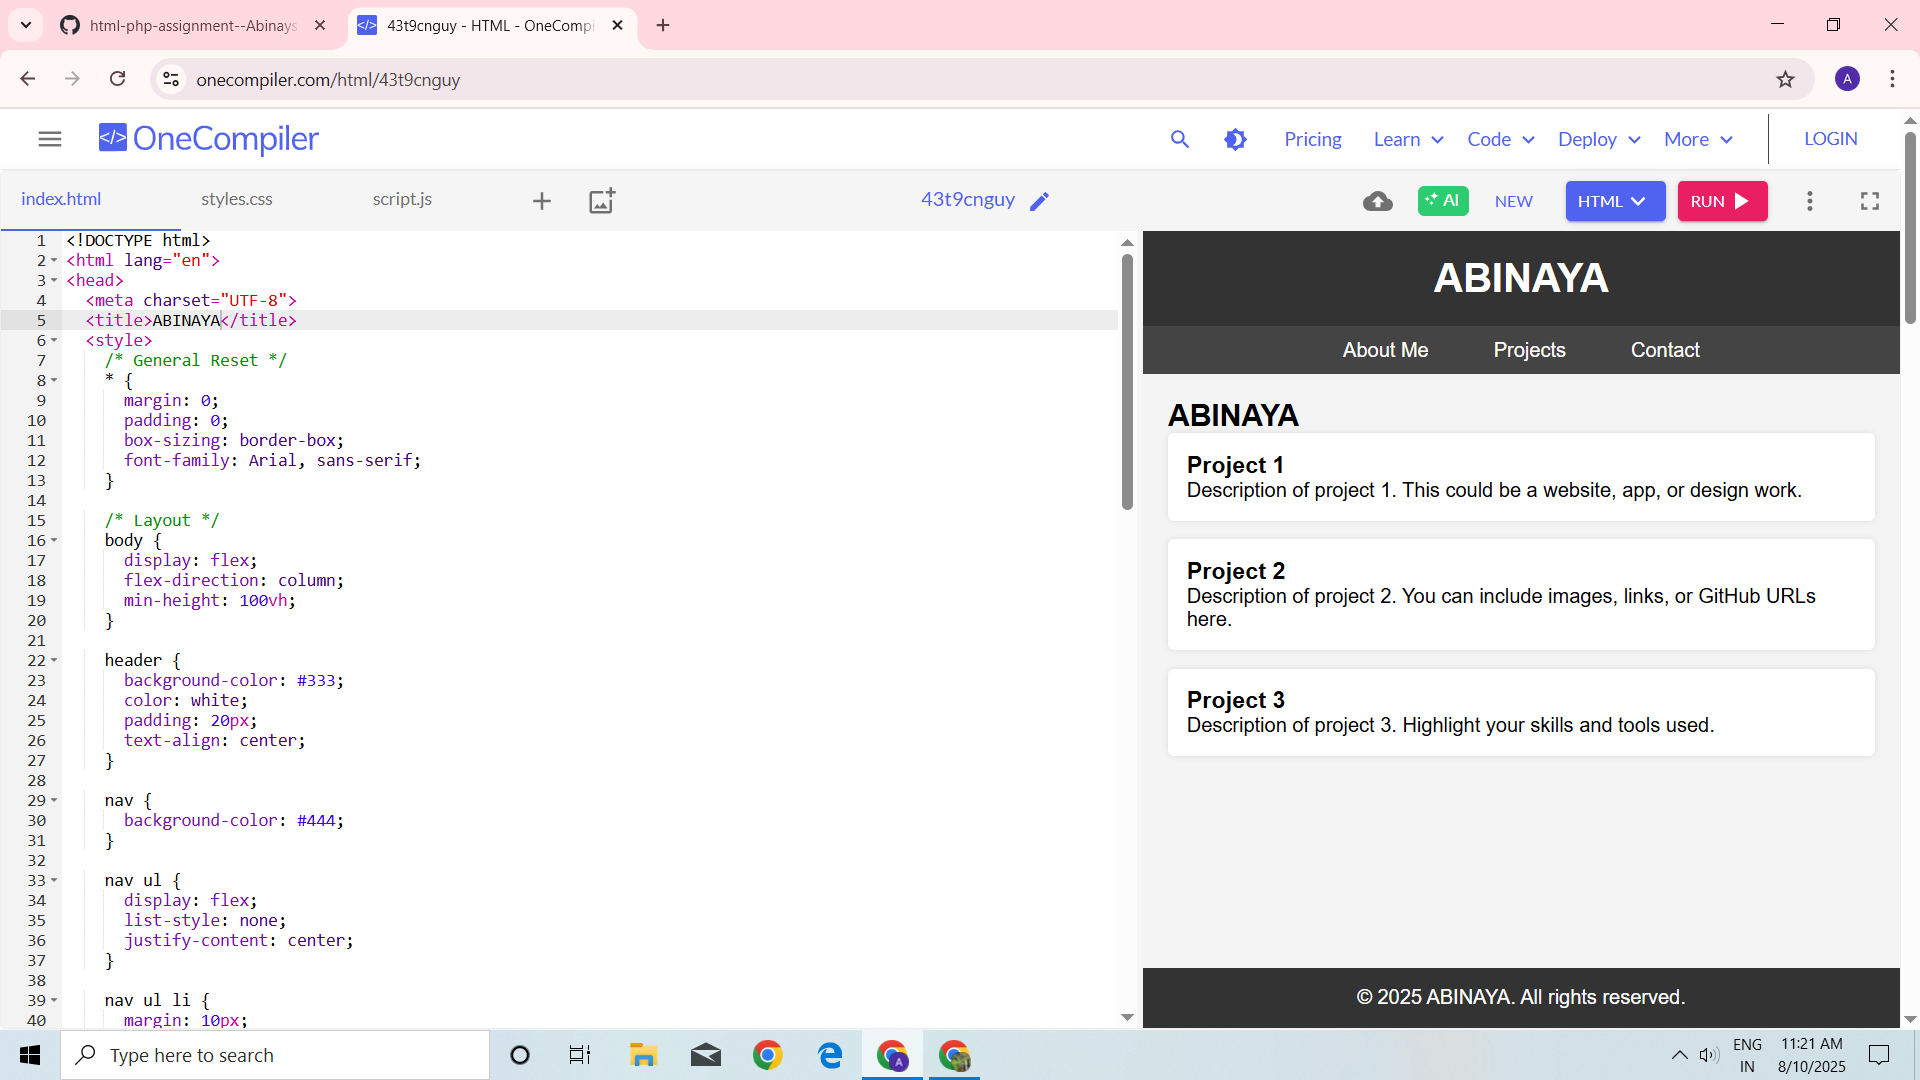 html-php-assignment--Abinays
43t9cnguy - HTML - OneCompi
onecompiler.com/html/43t9cnguy
A
</> OneCompiler
Pricing
Learn
Code
Deploy
More
LOGIN
index.html
styles.css
script.js
43t9cnguy
AI
NEW
HTML
RUN
1 <!DOCTYPE html>
2 <html lang="en">
3 <head>
4 <meta charset="UTF-8">
5 <title>ABINAYA</title>
6 <style>
7 /* General Reset */
8 * {
9 margin: 0;
10 padding: 0;
11 box-sizing: border-box;
12 font-family: Arial, sans-serif;
13 }
14
15 /* Layout */
16 body {
17 display: flex;
18 flex-direction: column;
19 min-height: 100vh;
20 }
21
22 header {
23 background-color: #333;
24 color: white;
25 padding: 20px;
26 text-align: center;
27 }
28
29 nav {
30 background-color: #444;
31 }
32
33 nav ul {
34 display: flex;
35 list-style: none;
36 justify-content: center;
37 }
38
39 nav ul li {
40 margin: 10px;
ABINAYA
About Me
Projects
Contact
ABINAYA
Project 1
Description of project 1. This could be a website, app, or design work.
Project 2
Description of project 2. You can include images, links, or GitHub URLs
here.
Project 3
Description of project 3. Highlight your skills and tools used.
© 2025 ABINAYA. All rights reserved.
Type here to search
A
ENG
IN
11:21 AM
8/10/2025